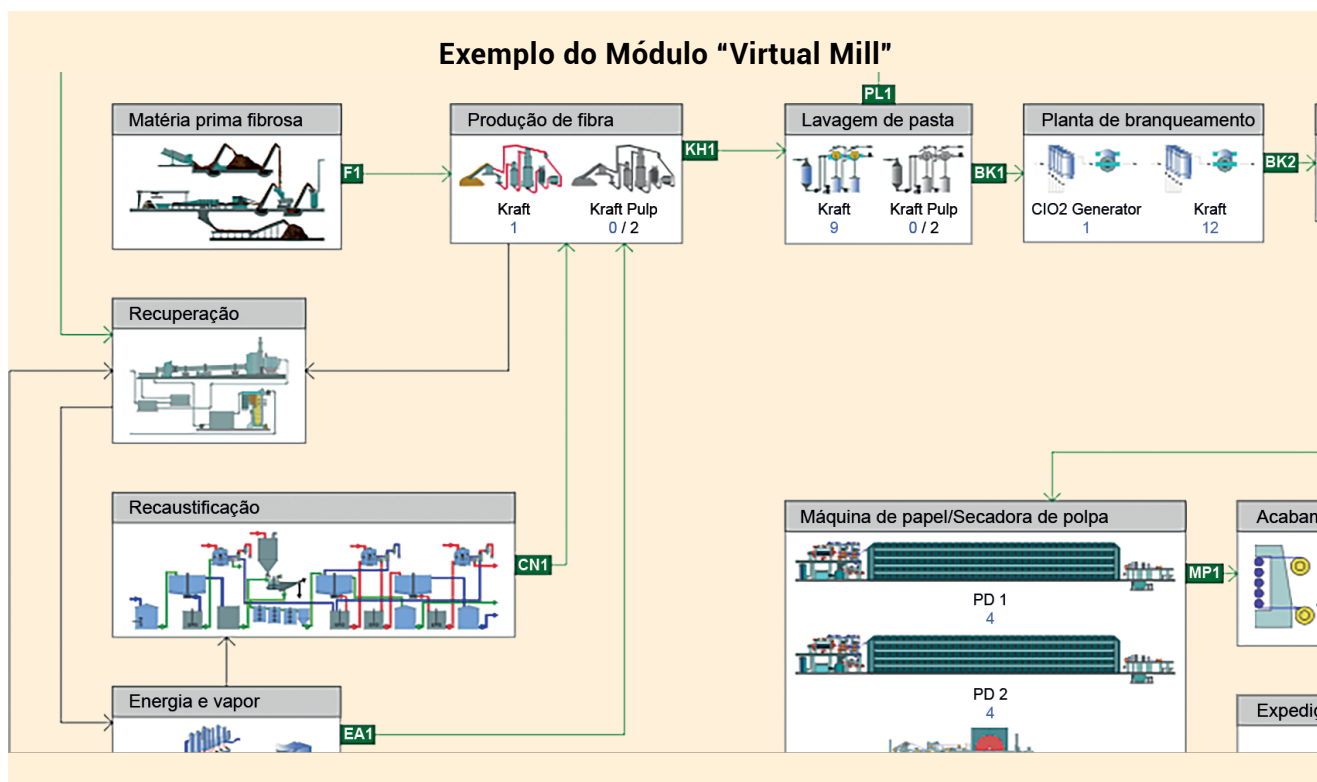 Exemplo do Módulo “Virtual Mill”
PL1
Matéria prima fibrosa
F1
Produção de fibra
Kraft
1
Kraft Pulp
0 / 2
KH1
Lavagem de pasta
Kraft
9
Kraft Pulp
0 / 2
BK1
Planta de branqueamento
ClO2 Generator
1
Kraft
12
BK2
Recuperação
Recaustificação
CN1
Máquina de papel/Secadora de polpa
PD 1
4
PD 2
4
MP1
Acabam
Energia e vapor
EA1
Expediç